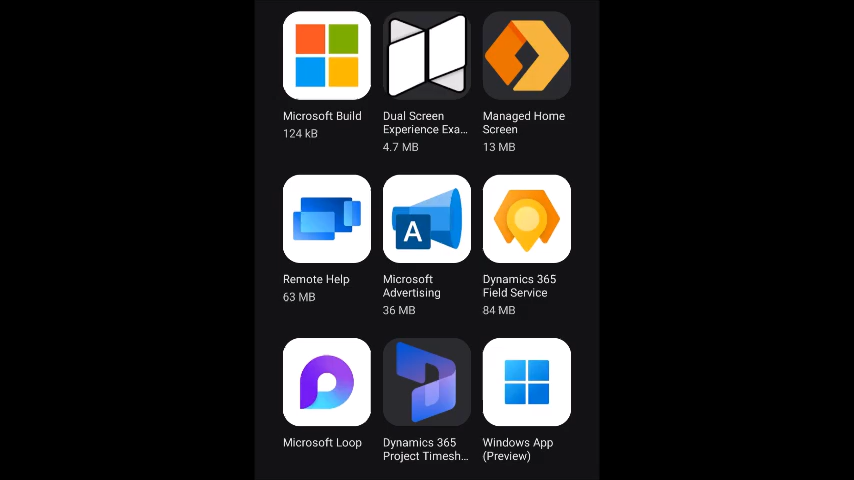 Microsoft Build
124 kB
Dual Screen
Experience Exa...
4.7 MB
Managed Home
Screen
13 MB
Remote Help
63 MB
A
Microsoft
Advertising
36 MB
Dynamics 365
Field Service
84 MB
Microsoft Loop
Dynamics 365
Project Timesh...
Windows App
(Preview)